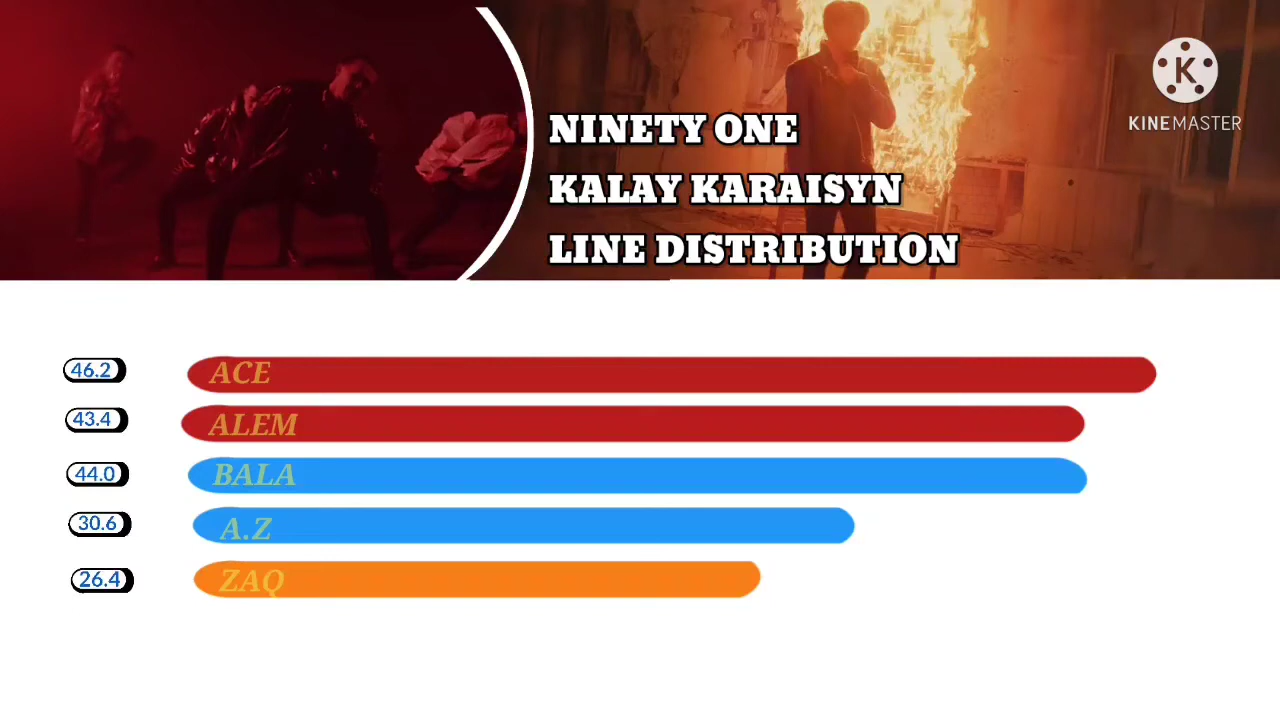 NINETY ONE
KALAY KARAISYN
LINE DISTRIBUTION
K
KINEMASTER
46.2 ACE
43.4 ALEM
44.0 BALA
30.6 A.Z
26.4 ZAQ